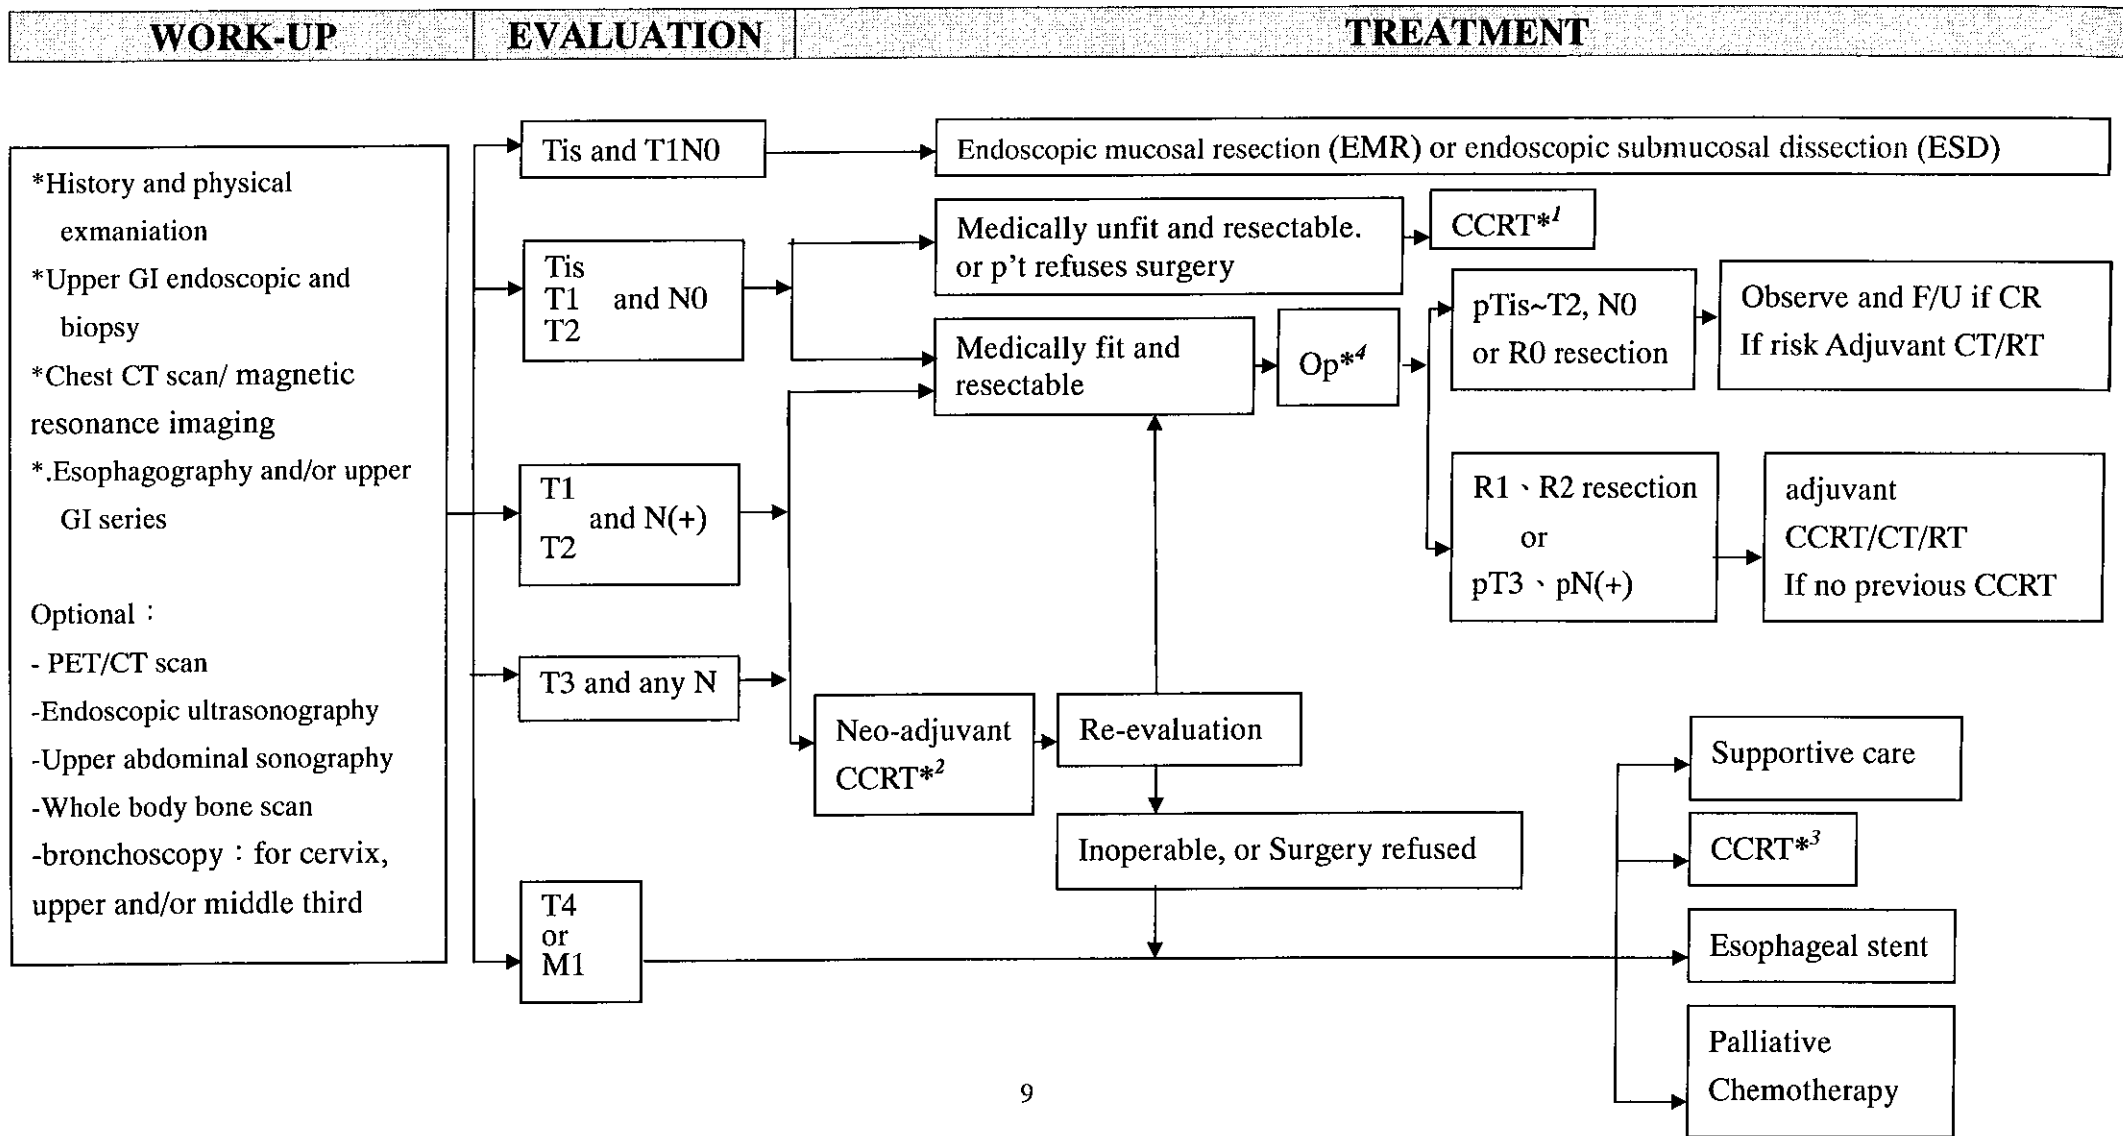 WORK-UP
EVALUATION
TREATMENT
*History and physical
exmaniation
*Upper GI endoscopic and
biopsy
*Chest CT scan/ magnetic
resonance imaging
*.Esophagography and/or upper
GI series
Optional：
- PET/CT scan
-Endoscopic ultrasonography
-Upper abdominal sonography
-Whole body bone scan
-bronchoscopy：for cervix,
upper and/or middle third
Tis and T1N0
Endoscopic mucosal resection (EMR) or endoscopic submucosal dissection (ESD)
Tis
T1 and N0
T2
Medically unfit and resectable.
or p't refuses surgery
CCRT*1
Medically fit and
resectable
Op*4
pTis~T2, N0
or R0 resection
Observe and F/U if CR
If risk Adjuvant CT/RT
T1
and N(+)
T2
R1、R2 resection
or
pT3、pN(+)
adjuvant
CCRT/CT/RT
If no previous CCRT
T3 and any N
Neo-adjuvant
CCRT*2
Re-evaluation
Inoperable, or Surgery refused
T4
or
M1
Supportive care
CCRT*3
Esophageal stent
Palliative
Chemotherapy
9